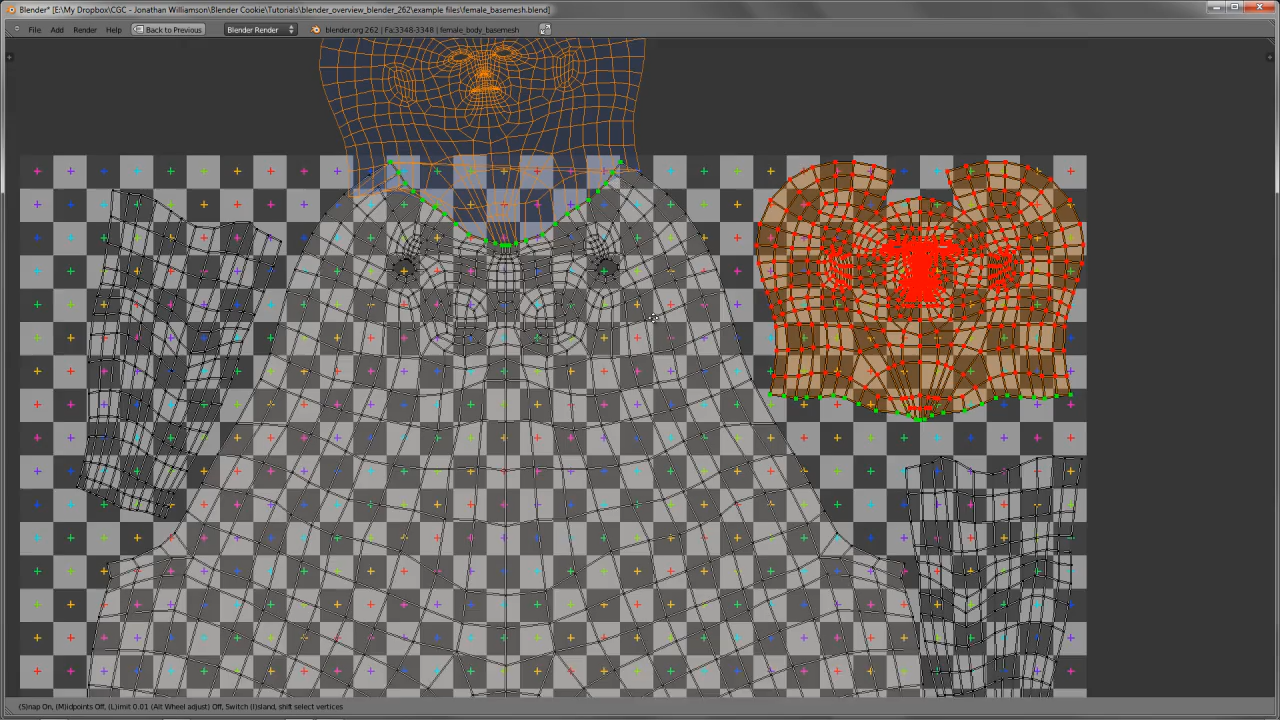 Blender* [E:\My Dropbox\CGC - Jonathan Williamson\Blender Cookie\Tutorials\blender_overview_blender_262\example files\female_basemesh.blend]
File Add Render Help Back to Previous Blender Render blender.org 262 | Fa:3348-3348 | female_body_basemesh
(S)nap On, (M)idpoints Off, (L)imit 0.01 (Alt Wheel adjust) Off, Switch (I)sland, shift select vertices